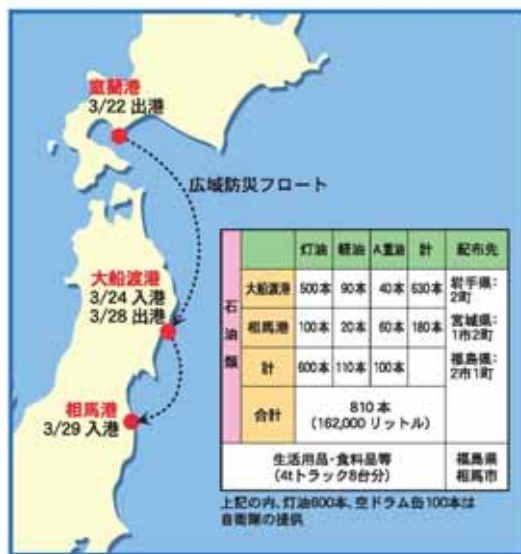 室蘭港
3/22 出港
広域防災フロート
大船渡港
3/24 入港
3/28 出港
相馬港
3/29 入港
灯油 軽油 A重油 計 配布先
石油類
大船渡港 500本 90本 40本 630本 岩手県:
2町
相馬港 100本 20本 60本 180本 宮城県:
1市2町
計 600本 110本 100本 福島県:
2市1町
合計 810本
(162,000 リットル)
生活用品・食料品等 福島県
(4tトラック8台分) 相馬市
上記の内、灯油600本、空ドラム缶100本は
自衛隊の提供